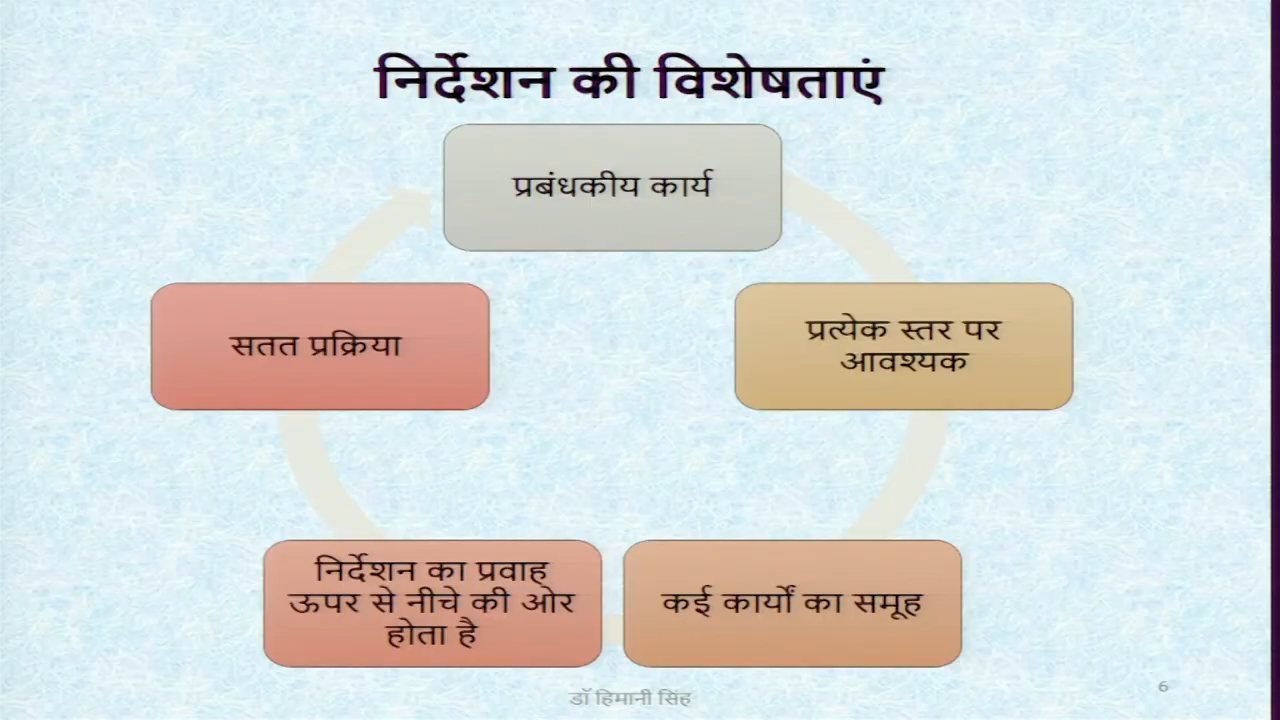 निर्देशन की विशेषताएं
प्रबंधकीय कार्य
प्रत्येक स्तर पर
आवश्यक
कई कार्यों का समूह
निर्देशन का प्रवाह
ऊपर से नीचे की ओर
होता है
सतत प्रक्रिया
डॉ हिमानी सिंह
6